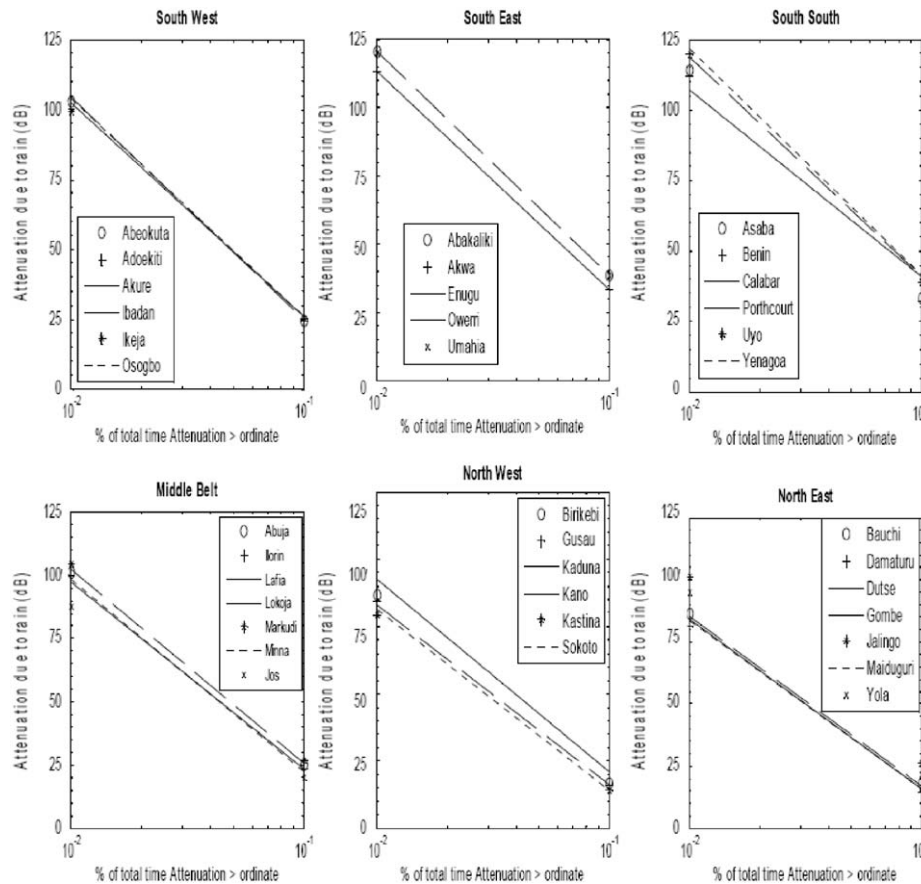 South West
125
100
75
50
25
0
Attenuation due to rain (dB)
Abeokuta
Adoekiti
Akure
Ibadan
Ikeja
Osogbo
10-2
10-1
% of total time Attenuation > ordinate
South East
125
100
75
50
25
0
Attenuation due to rain (dB)
Abakaliki
Akwa
Enugu
Owerri
Umahia
10-2
10-1
% of total time Attenuation > ordinate
South South
125
100
75
50
25
0
Attenuation due to rain (dB)
Asaba
Benin
Calabar
Porthcourt
Uyo
Yenagoa
10-2
% of total time Attenuation > ordinate
Middle Belt
125
100
75
50
25
0
Attenuation due to rain (dB)
Abuja
Ilorin
Lafia
Lokoja
Markudi
Minna
Jos
10-2
10-1
% of total time Attenuation > ordinate
North West
125
100
75
50
25
0
Attenuation due to rain (dB)
Birikebi
Gusau
Kaduna
Kano
Kastina
Sokoto
10-2
10-1
% of total time Attenuation > ordinate
North East
125
100
75
50
25
0
Attenuation due to rain (dB)
Bauchi
Damaturu
Dutse
Gombe
Jalingo
Maiduguri
Yola
10-2
% of total time Attenuation > ordinate